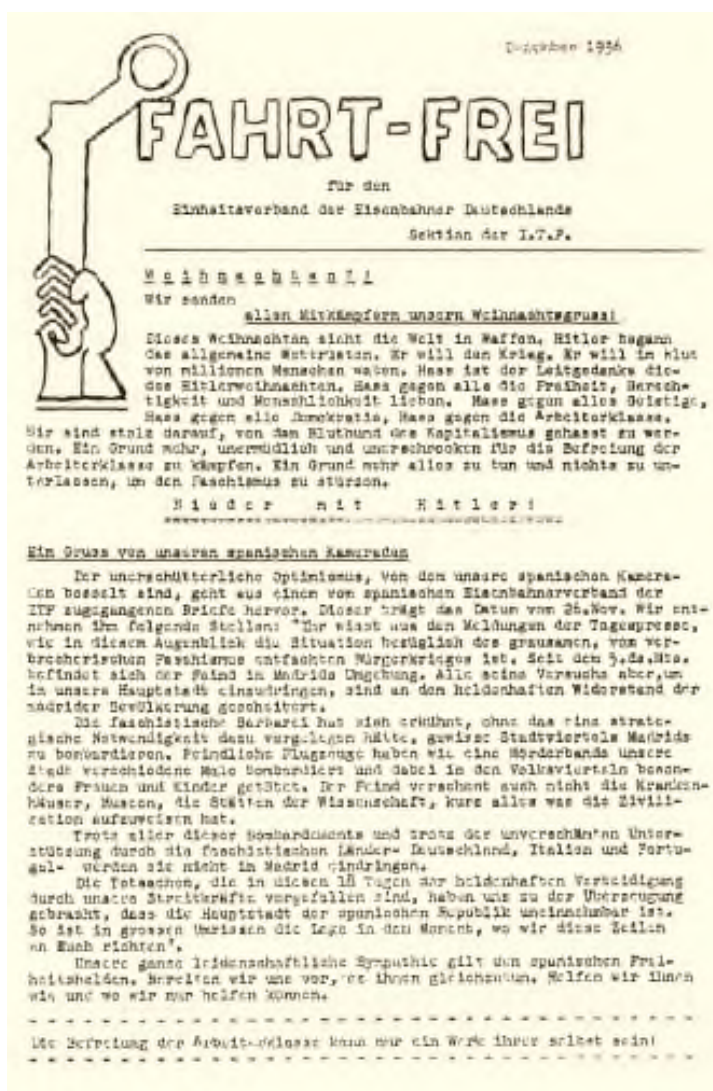 Dezember 1936
FAHRT-FREI
für den
Einheitsverband der Eisenbahner Deutschlands
Sektion der I.T.F.
Weihnachten!!
Wir senden
allen Mitkämpfern unsern Weihnachtsgruss!
Dieses Weihnachten sieht die Welt in Waffen. Hitler begann
das allgemeine Wettrüsten. Er will den Krieg. Er will im Blut
von Millionen Menschen waten. Hass ist der Leitgedanke die-
des Hitlerweihnachten. Hass gegen alle die Freiheit, Gerech-
tigkeit und Menschlichkeit lieben. Hass gegen alles Geistige,
Hass gegen alle Demokratie, Hass gegen die Arbeiterklasse.
Wir sind stolz darauf, von dem Bluthund des Kapitalismus gehasst zu wer-
den. Ein Grund mehr, unermüdlich und unerschrocken für die Befreiung der
Arbeiterklasse zu kämpfen. Ein Grund mehr alles zu tun und nichts zu un-
terlassen, um den Faschismus zu stürzen.
Nieder mit Hitler!
Ein Gruss von unseren spanischen Kameraden
Der unerschütterliche Optimismus, von dem unsre spanischen Kamera-
den beseelt sind, geht aus einem vom spanischen Eisenbahnerverband der
ITF zugegangenen Briefe hervor. Dieser trägt das Datum vom 26.Nov. Wir ent-
nehmen ihm folgende Stellen: "Ihr wisst aus den Meldungen der Tagespresse,
wie in diesem Augenblick die Situation bezüglich des grausamen, vom ver-
brecherischen Faschismus entfachten Bürgerkrieges ist. Seit dem ds.Mts.
befindet sich der Feind in Madrids Umgebung. Alle seine Versuche aber,um
in unsere Hauptstadt einzudringen, sind an dem heldenhaften Widerstand der
madrider Bevölkerung gescheitert.
Die faschistische Barbarei hat sich erkühnt, ohne das eine strate-
gische Notwendigkeit dazu vorgelegen hätte, gewisse Stadtviertels Madrids
zu bombardieren. Feindliche Flugzeuge haben wie eine Mörderbande unsere
Stadt verschiedene Male bombardiert und dabei in den Volksvierteln beson-
ders Frauen und Kinder getötet. Der Feind verschont auch nicht die Kranken-
häuser, Museen, die Stätten der Wissenschaft, kurz alles was die Zivili-
sation aufzuweisen hat.
Trotz aller dieser Bombardements und trotz der unverschämten Unter-
stützung durch die faschistischen Länder- Deutschland, Italien und Portu-
gal- werden sie nicht in Madrid eindringen.
Die Tatsachen, die in diesen 18 Tagen der heldenhaften Verteidigung
durch unsere Streitkräfte vorgefallen sind, haben uns zu der Überzeugung
gebracht, dass die Hauptstadt der spanischen Republik uneinnehmbar ist.
So ist in grossen Umrissen die Lage in dem Moment, wo wir diese Zeilen
an Euch richten".
Unsere ganze leidenschaftliche Sympathie gilt den spanischen Frei-
heitshelden. Bereiten wir uns vor, es ihnen gleichzutun. Helfen wir ihnen
wie und wo wir nur helfen können.
Die Befreiung der Arbeiterklasse kann nur ein Werk ihrer selbst sein!